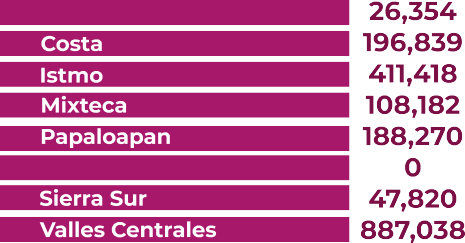 26,354
Costa 196,839
Istmo 411,418
Mixteca 108,182
Papaloapan 188,270
0
Sierra Sur 47,820
Valles Centrales 887,038